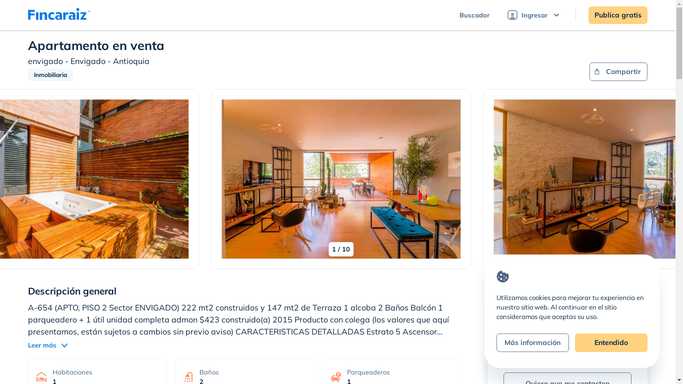 Fincaraiz
Buscador
Ingresar
Publica gratis
Apartamento en venta
envigado - Envigado - Antioquia
Inmobiliaria
Compartir
1 / 10
Descripción general
A-654 (APTO, PISO 2 Sector ENVIGADO) 222 mt2 construidos y 147 mt2 de Terraza 1 alcoba 2 Baños Balcón 1
parqueadero + 1 útil unidad completa admon $423 construido(a) 2015 Producto con colega (los valores que aquí
presentamos, están sujetos a cambios sin previo aviso) CARACTERISTICAS DETALLADAS Estrato 5 Ascensor...
Leer más
Habitaciones
1
Baños
2
Parqueaderos
1
Utilizamos cookies para mejorar tu experiencia en
nuestro sitio web. Al continuar en el sitio
consideramos que aceptas su uso.
Más información
Entendido
Quiero que me contacten